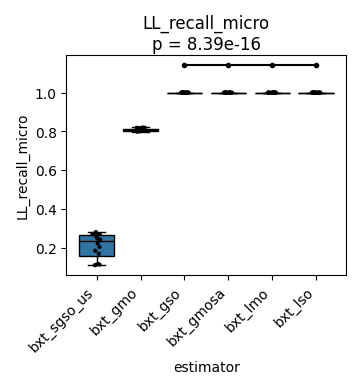 LL_recall_micro
p = 8.39e-16
LL_recall_micro
1.0
0.8
0.6
0.4
0.2
bxt_sgso_us
bxt_gmo
bxt_gso
bxt_gmosa
bxt_lmo
bxt_lso
estimator